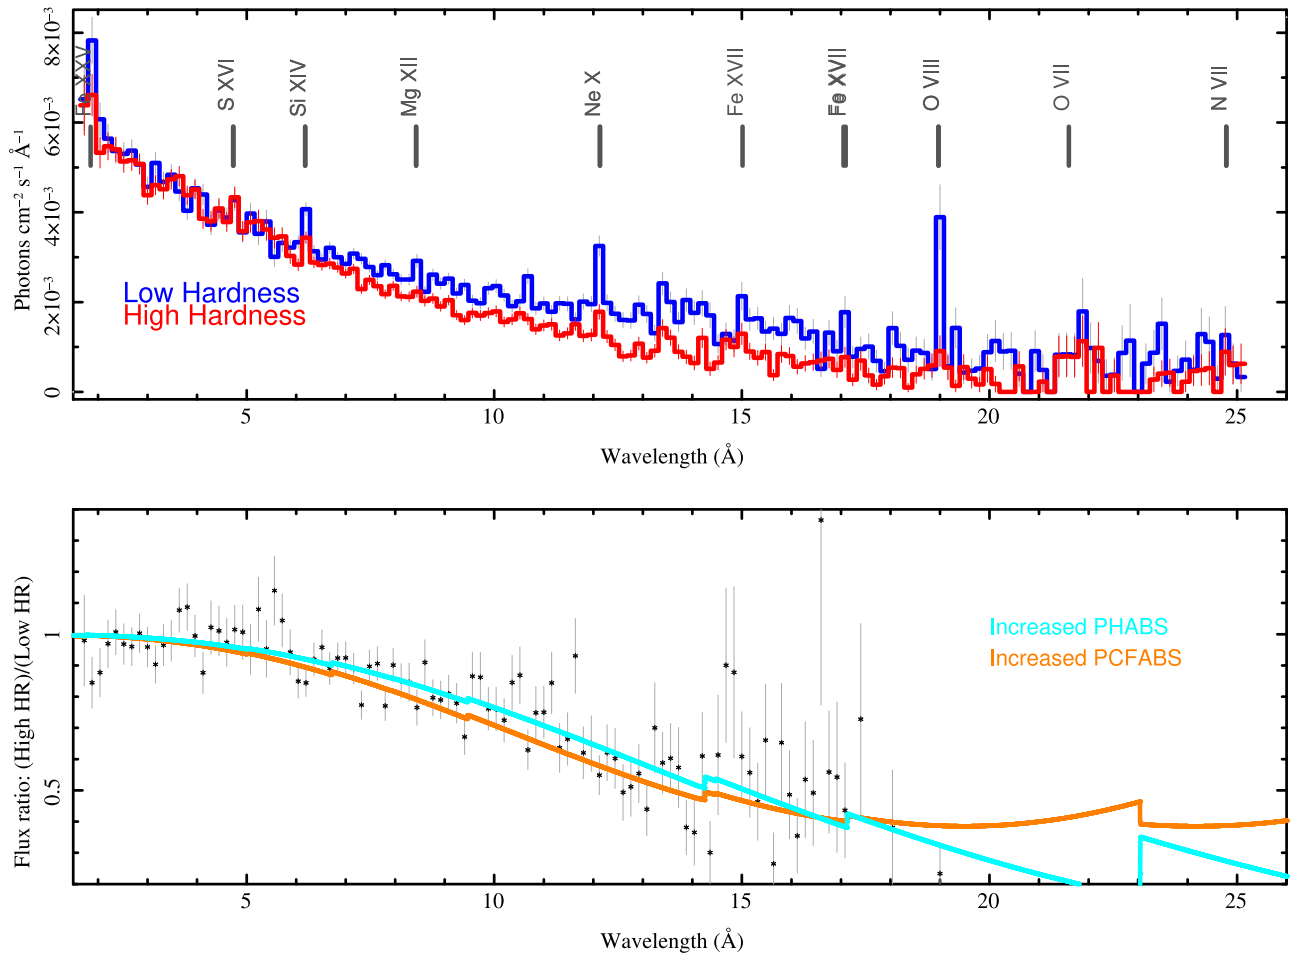 8×10⁻³
6×10⁻³
4×10⁻³
2×10⁻³
0
Photons cm⁻² s⁻¹ Å⁻¹
S XVI
Si XIV
Mg XII
Ne X
Fe XVII
XVII
O VIII
O VII
N VII
Low Hardness
High Hardness
5 10 15 20 25
Wavelength (Å)
1
0.5
Flux ratio: (High HR)/(Low HR)
Increased PHABS
Increased PCFABS
5 10 15 20 25
Wavelength (Å)